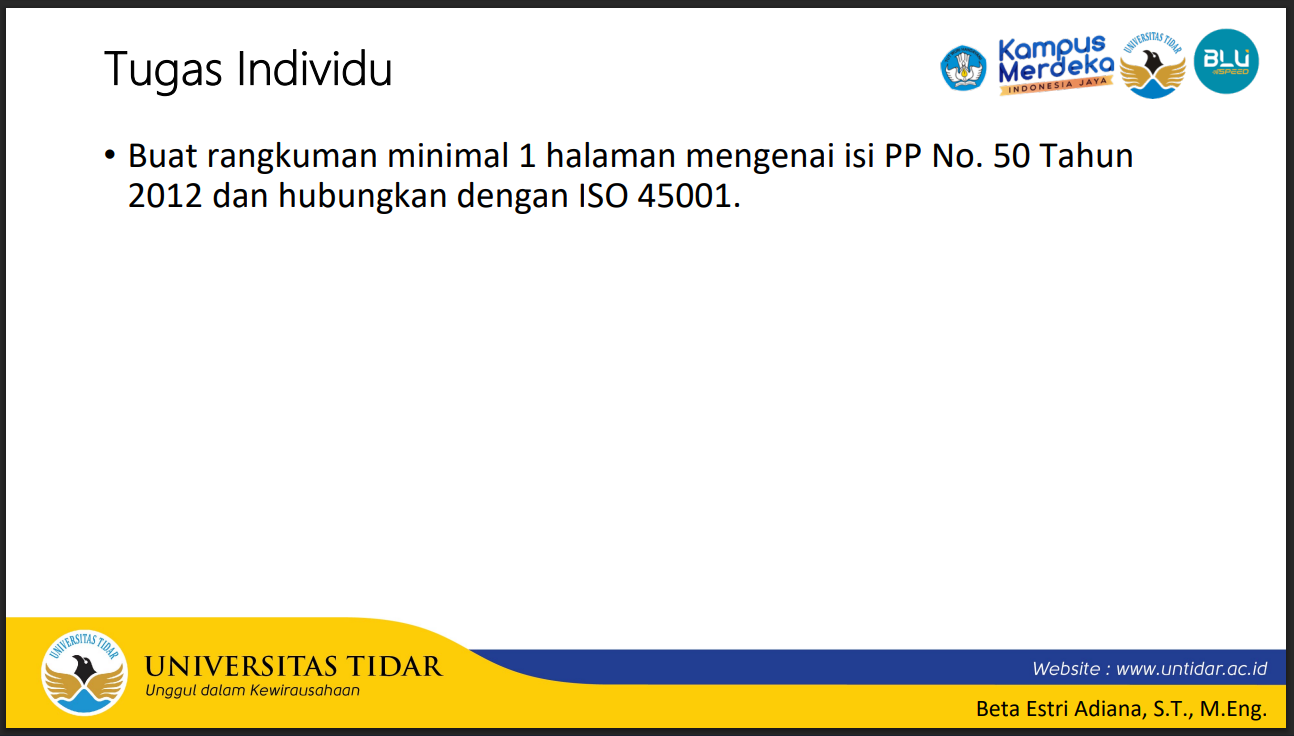 Tugas Individu
Kampus
Merdeka
INDONESIA JAYA
UNIVERSITAS TIDAR
BLU
SPEED
• Buat rangkuman minimal 1 halaman mengenai isi PP No. 50 Tahun
2012 dan hubungkan dengan ISO 45001.
UNIVERSITAS TIDAR
UNIVERSITAS TIDAR
Unggul dalam Kewirausahaan
Website : www.untidar.ac.id
Beta Estri Adiana, S.T., M.Eng.